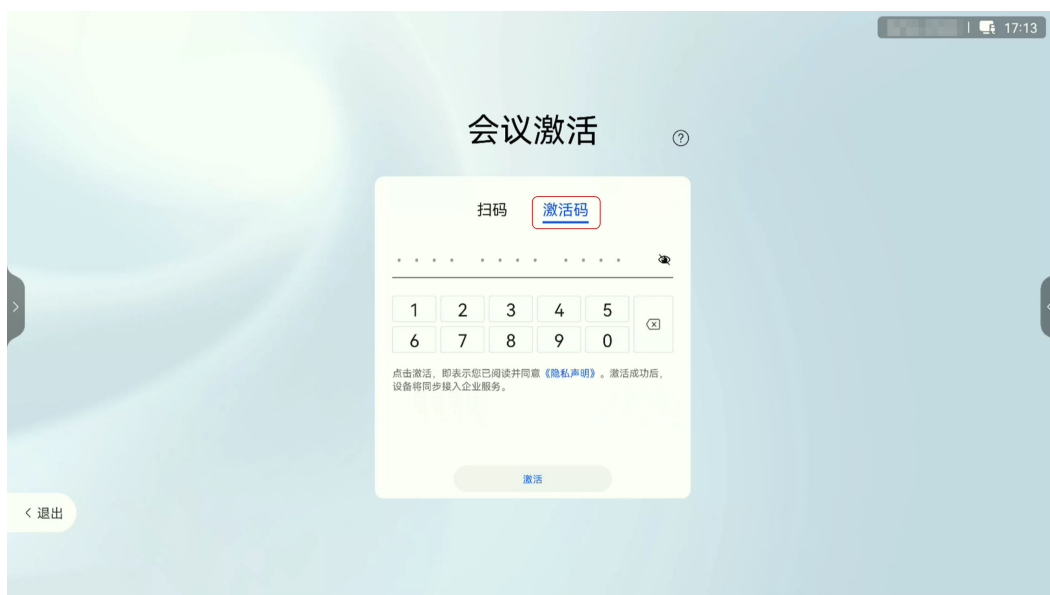 17:13
会议激活
?
扫码 激活码
1 2 3 4 5
6 7 8 9 0
点击激活，即表示您已阅读并同意《隐私声明》。激活成功后，
设备将同步接入企业服务。
激活
< 退出